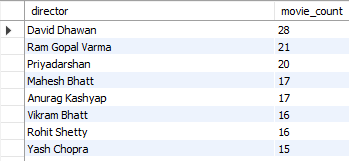 director movie_count
David Dhawan 28
Ram Gopal Varma 21
Priyadarshan 20
Mahesh Bhatt 17
Anurag Kashyap 17
Vikram Bhatt 16
Rohit Shetty 16
Yash Chopra 15